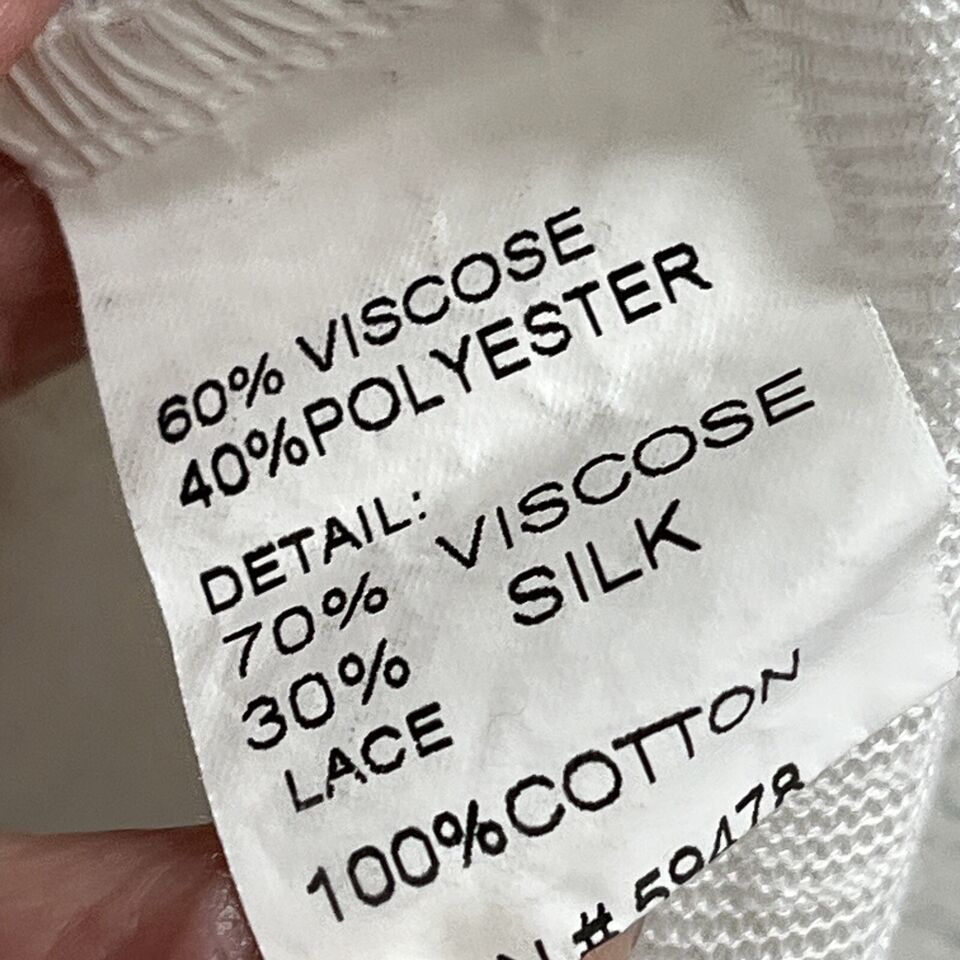 60% VISCOSE
40%POLYESTER
DETAIL:
70% VISCOSE
30% SILK
LACE
100%COTTON
#